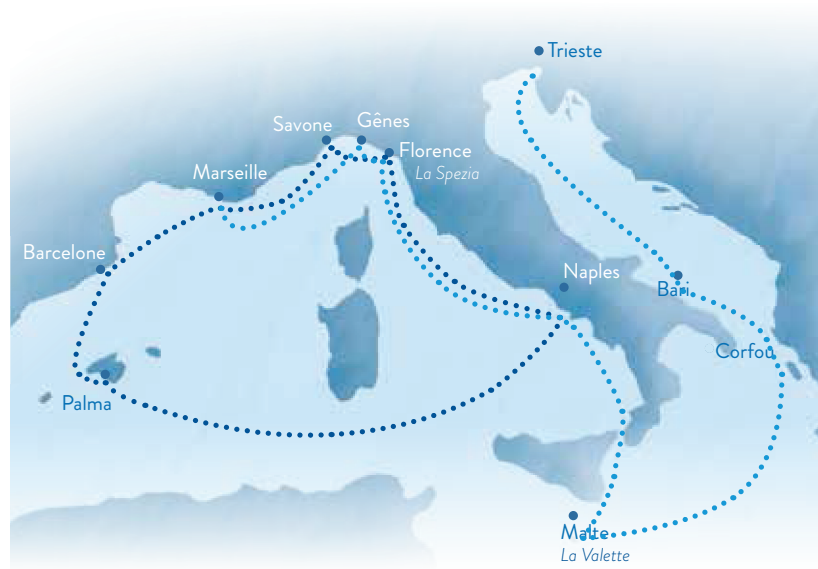 Trieste
Savone
Gênes
Florence
La Spezia
Marseille
Barcelone
Naples
Bari
Corfou
Palma
Malte
La Valette